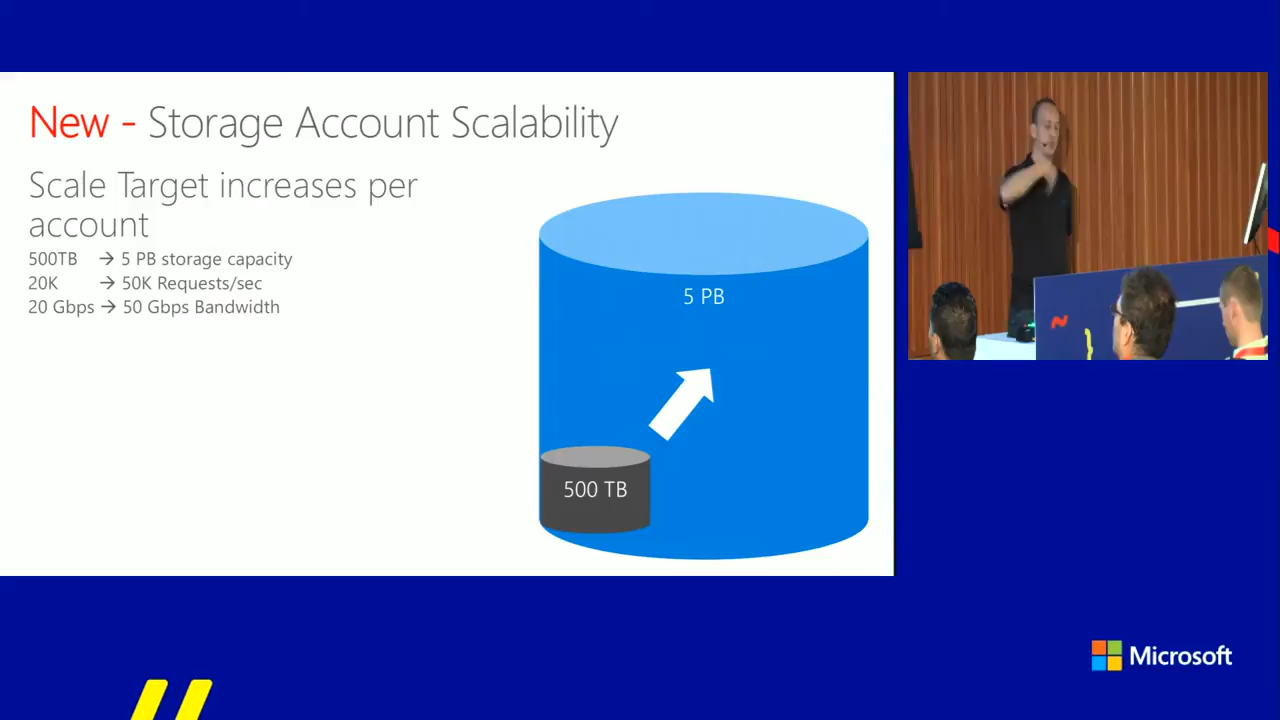 New - Storage Account Scalability
Scale Target increases per
account
500TB → 5 PB storage capacity
20K → 50K Requests/sec
20 Gbps → 50 Gbps Bandwidth
5 PB
500 TB
Microsoft